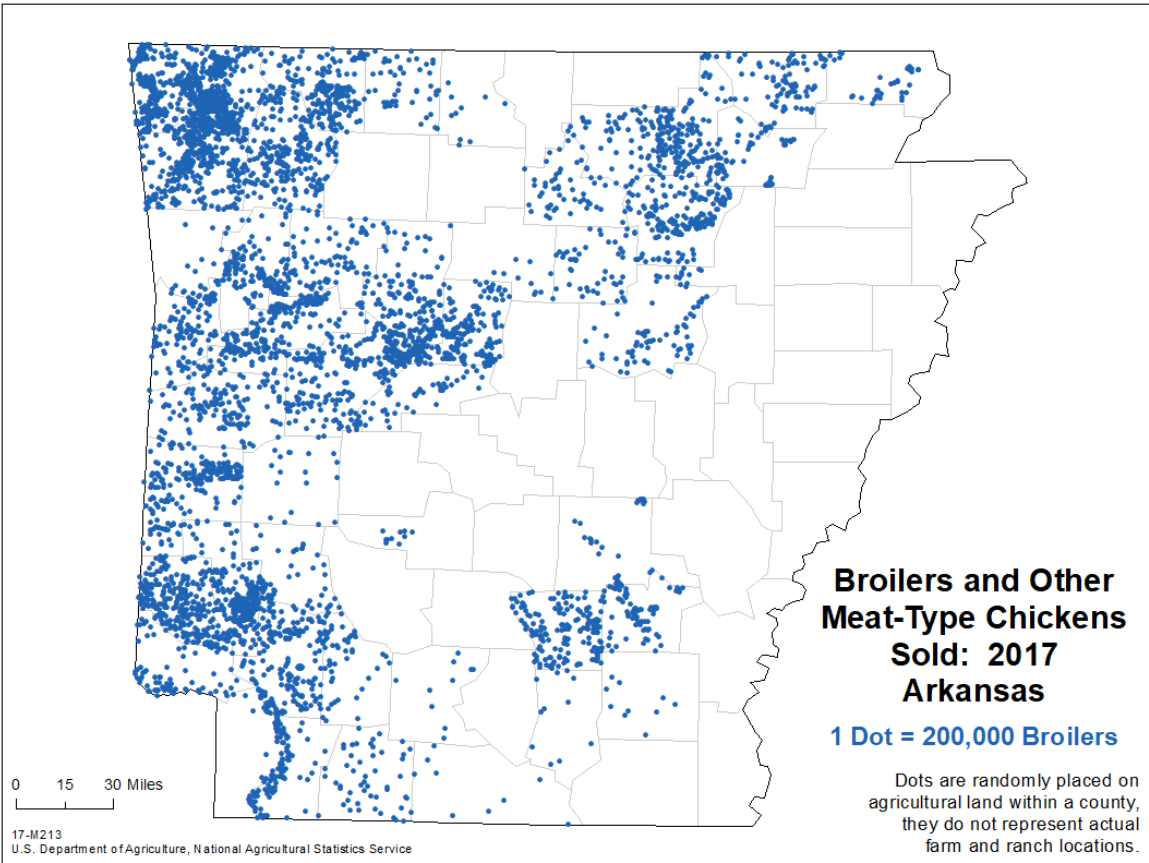 Broilers and Other
Meat-Type Chickens
Sold: 2017
Arkansas
1 Dot = 200,000 Broilers
Dots are randomly placed on
agricultural land within a county,
they do not represent actual
farm and ranch locations.
0 15 30 Miles
17-M213
U.S. Department of Agriculture, National Agricultural Statistics Service